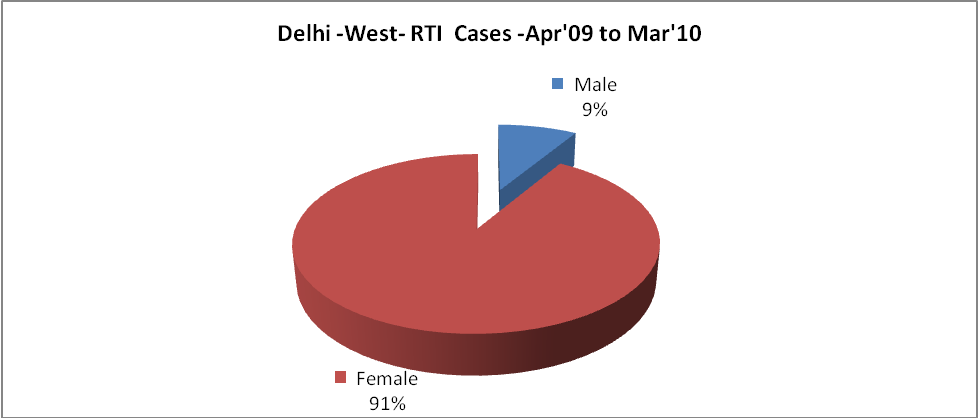 Delhi -West- RTI  Cases -Apr'09 to Mar'10
Male
9%
Female
91%